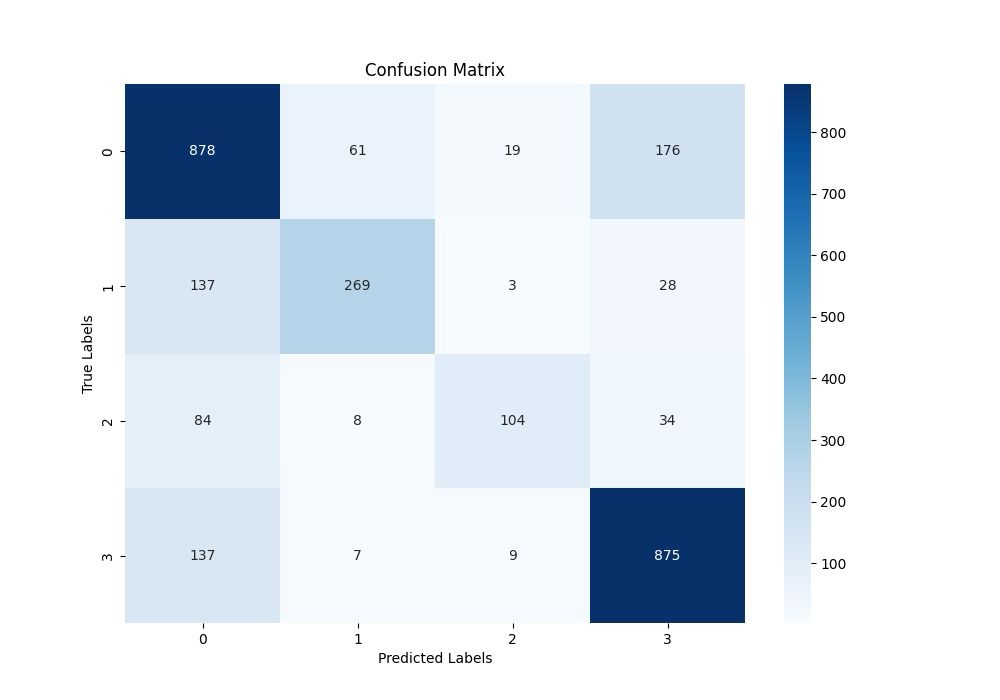 Confusion Matrix
True Labels
0 878 61 19 176
1 137 269 3 28
2 84 8 104 34
3 137 7 9 875
0 1 2 3
Predicted Labels
800
700
600
500
400
300
200
100